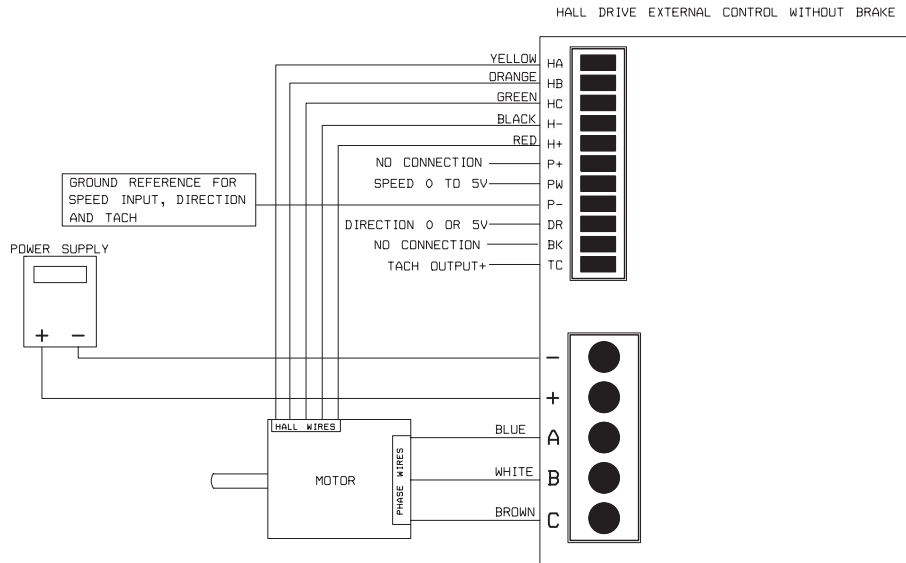 HALL DRIVE EXTERNAL CONTROL WITHOUT BRAKE
YELLOW HA
ORANGE HB
GREEN HC
BLACK H-
RED H+
NO CONNECTION P+
SPEED 0 TO 5V PW
P-
GROUND REFERENCE FOR
SPEED INPUT, DIRECTION
AND TACH
DIRECTION 0 OR 5V DR
NO CONNECTION BK
TACH OUTPUT+ TC
POWER SUPPLY
+ -
-
+
HALL WIRES
BLUE A
WHITE B
BROWN C
MOTOR
PHASE WIRES